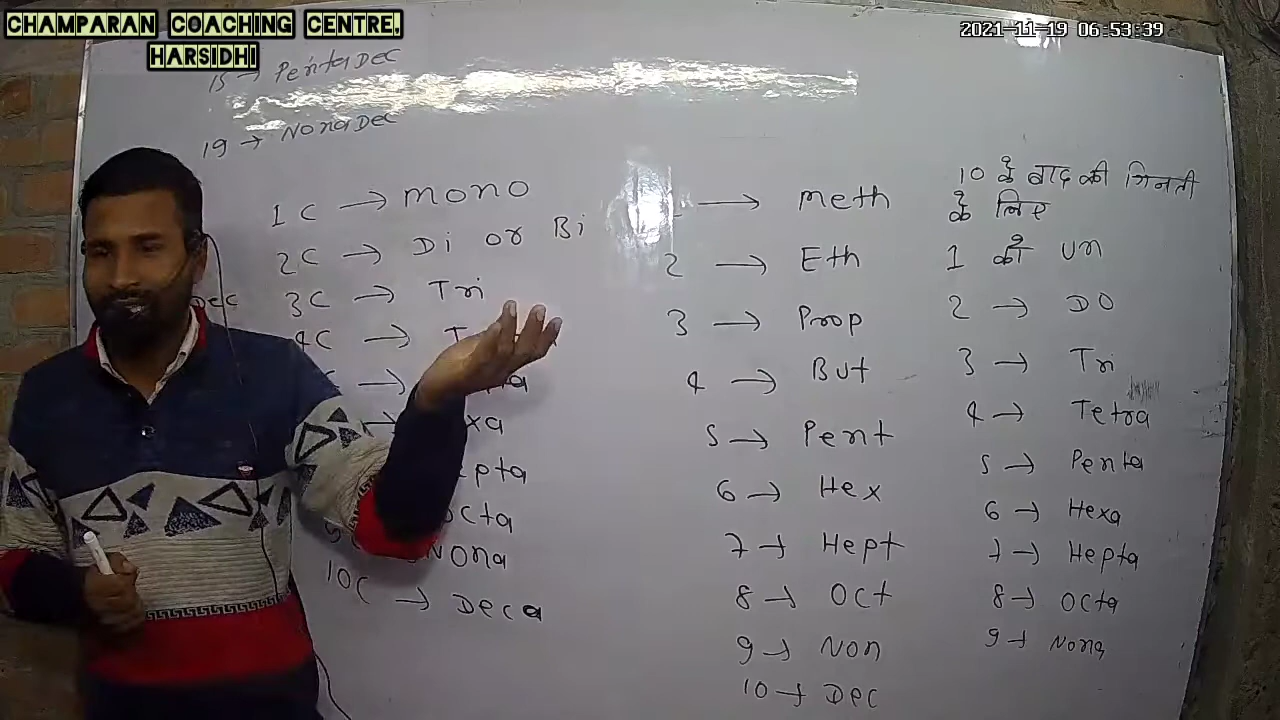 CHAMPARAN COACHING CENTRE,
HARSIDHI
2021-11-19 06:53:39
15 → PentaDec
19 → NonaDec
Dec
1C → mono
2C → Di or Bi
3C → Tri
4C →
→
→
Octa
Nona
10C → Deca
→ Meth
2 → Eth
3 → Prop
4 → But
5 → Pent
6 → Hex
7 → Hept
8 → Oct
9 → Non
10 → Dec
10 के बाद की गिनती
के लिए
1 को Un
2 → DO
3 → Tri
4 → Tetra
5 → Penta
6 → Hexa
7 → Hepta
8 → Octa
9 → Nona